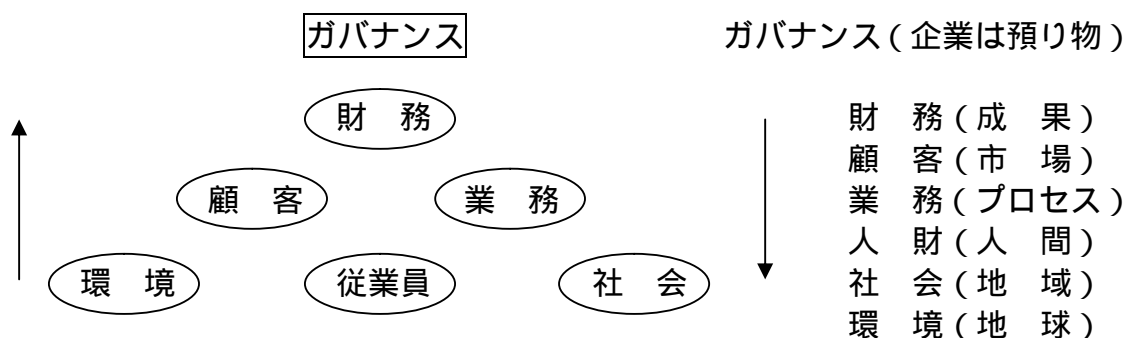 ガバナンス
財　務
顧　客　業　務
環　境　従業員　社　会
ガバナンス（企業は預り物）
財　務（成　果）
顧　客（市　場）
業　務（プロセス）
人　財（人　間）
社　会（地　域）
環　境（地　球）